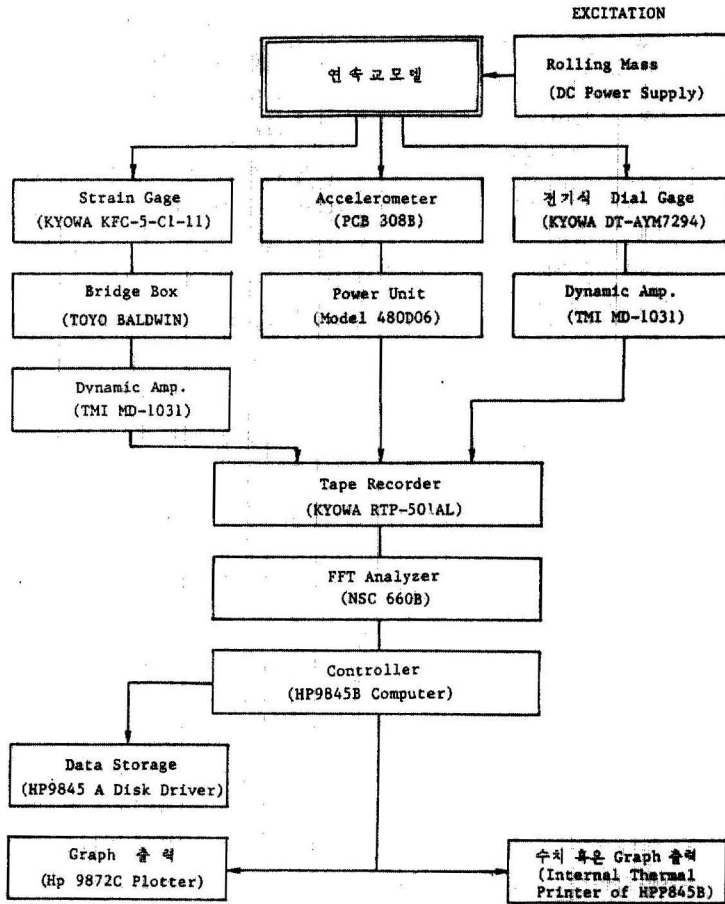 EXCITATION
연속교모델
Rolling Mass
(DC Power Supply)
Strain Gage
(KYOWA KFC-5-C1-11)
Accelerometer
(PCB 308B)
전기식 Dial Gage
(KYOWA DT-AYM7294)
Bridge Box
(TOYO BALDWIN)
Power Unit
(Model 480D06)
Dynamic Amp.
(TMI MD-1031)
Dynamic Amp.
(TMI MD-1031)
Tape Recorder
(KYOWA RTP-501AL)
FFT Analyzer
(NSC 660B)
Controller
(HP9845B Computer)
Data Storage
(HP9845 A Disk Driver)
Graph 출력
(Hp 9872C Plotter)
수치 혹은 Graph 출력
(Internal Thermal
Printer of HPP845B)